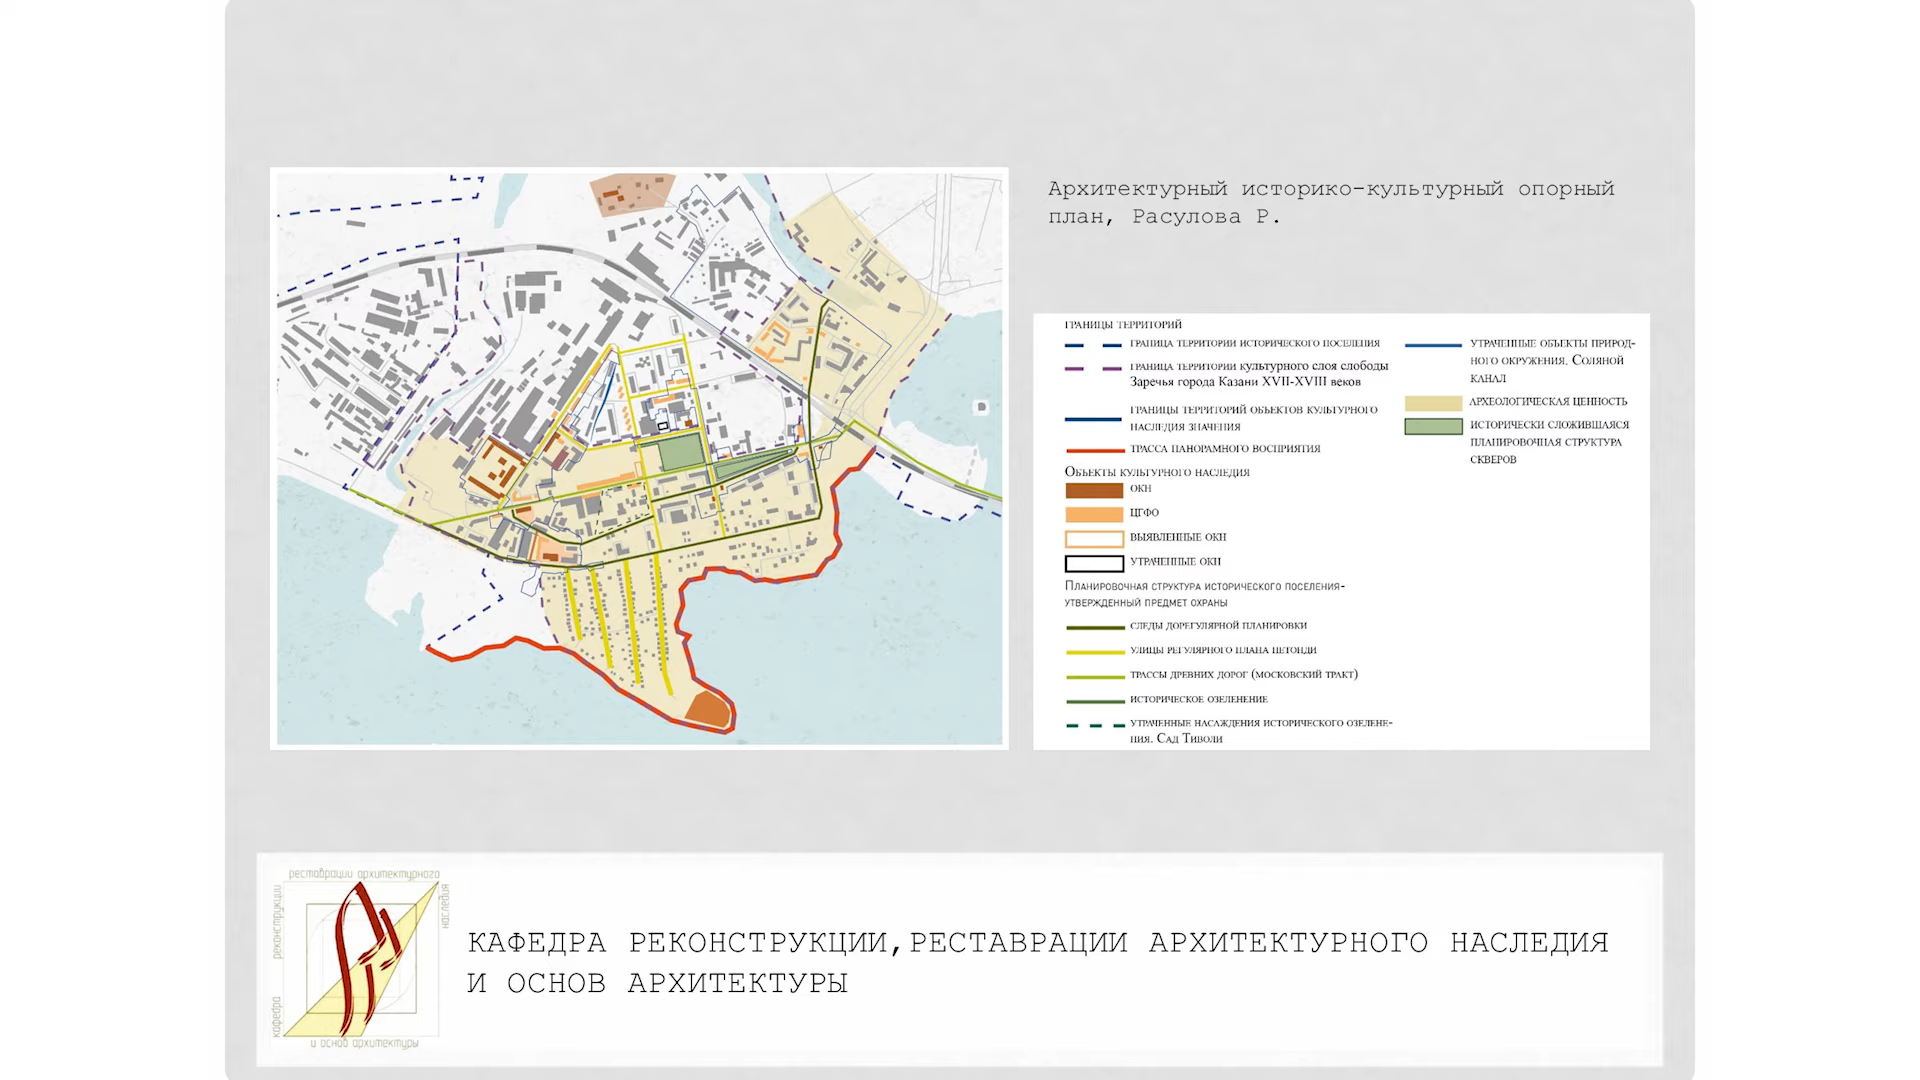 Архитектурный историко-культурный опорный
план, Расулова Р.
ГРАНИЦЫ ТЕРРИТОРИЙ
ГРАНИЦА ТЕРРИТОРИИ ИСТОРИЧЕСКОГО ПОСЕЛЕНИЯ
ГРАНИЦА ТЕРРИТОРИИ культурного слоя слободы
Заречья города Казани XVII-XVIII веков
ГРАНИЦЫ ТЕРРИТОРИЙ ОБЪЕКТОВ КУЛЬТУРНОГО
НАСЛЕДИЯ ЗНАЧЕНИЯ
ТРАССА ПАНОРАМНОГО ВОСПРИЯТИЯ
ОБЪЕКТЫ КУЛЬТУРНОГО НАСЛЕДИЯ
ОКН
ЦГФО
ВЫЯВЛЕННЫЕ ОКН
УТРАЧЕННЫЕ ОКН
ПЛАНИРОВОЧНАЯ СТРУКТУРА ИСТОРИЧЕСКОГО ПОСЕЛЕНИЯ-
УТВЕРЖДЕННЫЙ ПРЕДМЕТ ОХРАНЫ
СЛЕДЫ ДОРЕГУЛЯРНОЙ ПЛАНИРОВКИ
УЛИЦЫ РЕГУЛЯРНОГО ПЛАНА ПЕТОНДИ
ТРАССЫ ДРЕВНИХ ДОРОГ (МОСКОВСКИЙ ТРАКТ)
ИСТОРИЧЕСКОЕ ОЗЕЛЕНЕНИЕ
УТРАЧЕННЫЕ НАСАЖДЕНИЯ ИСТОРИЧЕСКОГО ОЗЕЛЕНЕ-
НИЯ. САД ТИВОЛИ
УТРАЧЕННЫЕ ОБЪЕКТЫ ПРИРОД-
НОГО ОКРУЖЕНИЯ. СОЛЯНОЙ
КАНАЛ
АРХЕОЛОГИЧЕСКАЯ ЦЕННОСТЬ
ИСТОРИЧЕСКИ СЛОЖИВШАЯСЯ
ПЛАНИРОВОЧНАЯ СТРУКТУРА
СКВЕРОВ
кафедра
реконструкции
реставрации архитектурного
наследия
и основ архитектуры
КАФЕДРА РЕКОНСТРУКЦИИ,РЕСТАВРАЦИИ АРХИТЕКТУРНОГО НАСЛЕДИЯ
И ОСНОВ АРХИТЕКТУРЫ